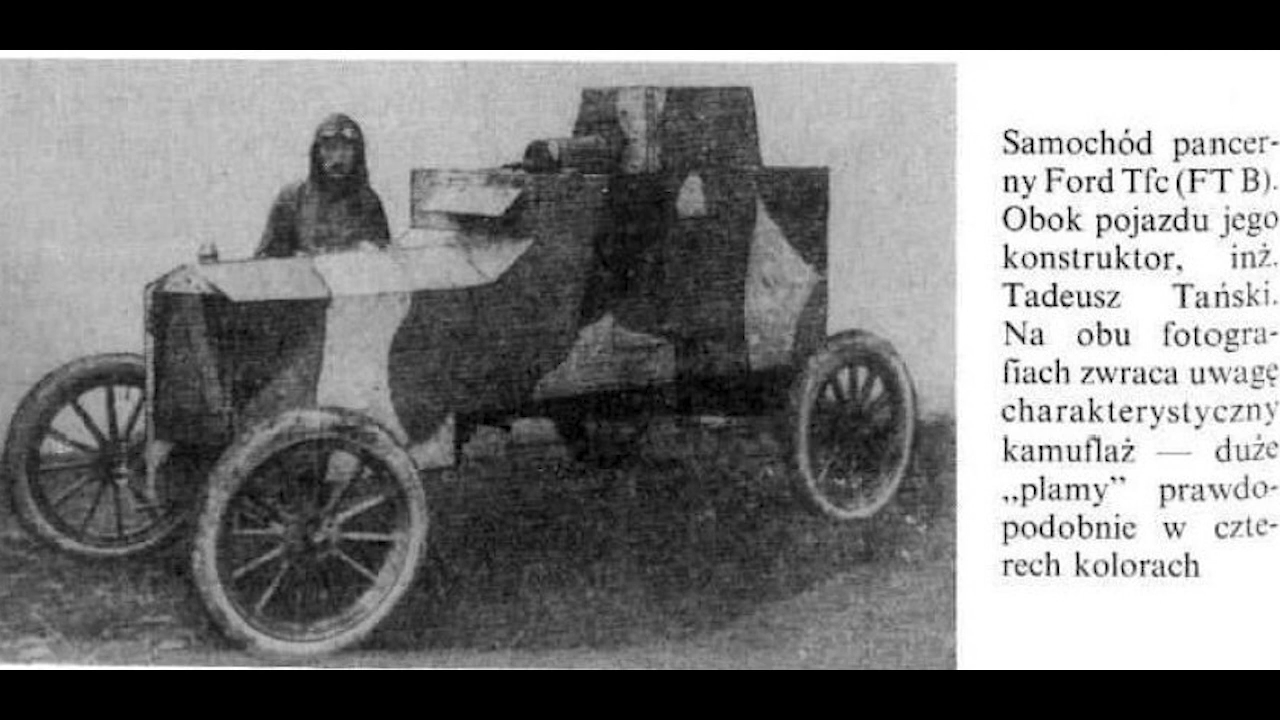 Samochód pancer-
ny Ford Tfc (FT B).
Obok pojazdu jego
konstruktor, inż.
Tadeusz Tański.
Na obu fotogra-
fiach zwraca uwagę
charakterystyczny
kamuflaż — duże
„plamy” prawdo-
podobnie w czte-
rech kolorach